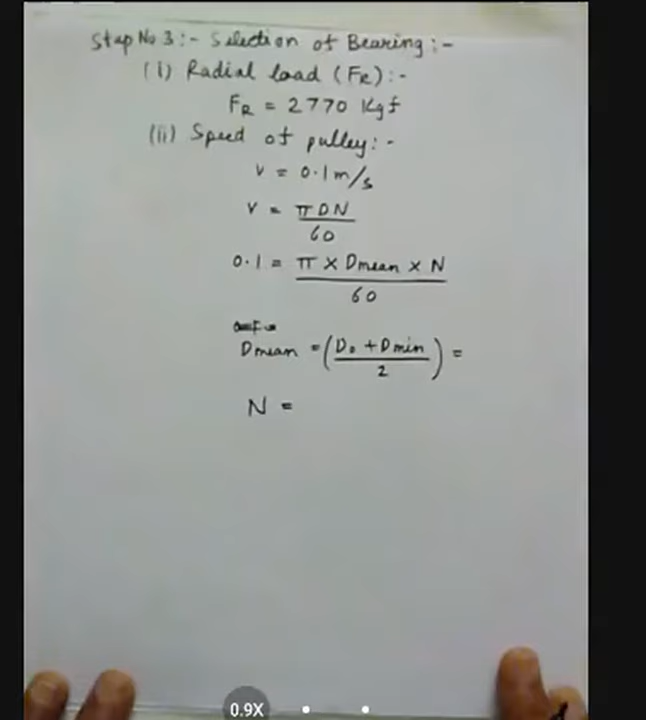 Step No 3:- Selection of Bearing:-
(i) Radial load (FR):-
FR = 2770 Kgf
(ii) Speed of pulley:-
V = 0.1 m/s
V = πDN/60
0.1 = π × Dmean × N/60
Dmean = (Do + Dmin/2) =
N =
0.9X